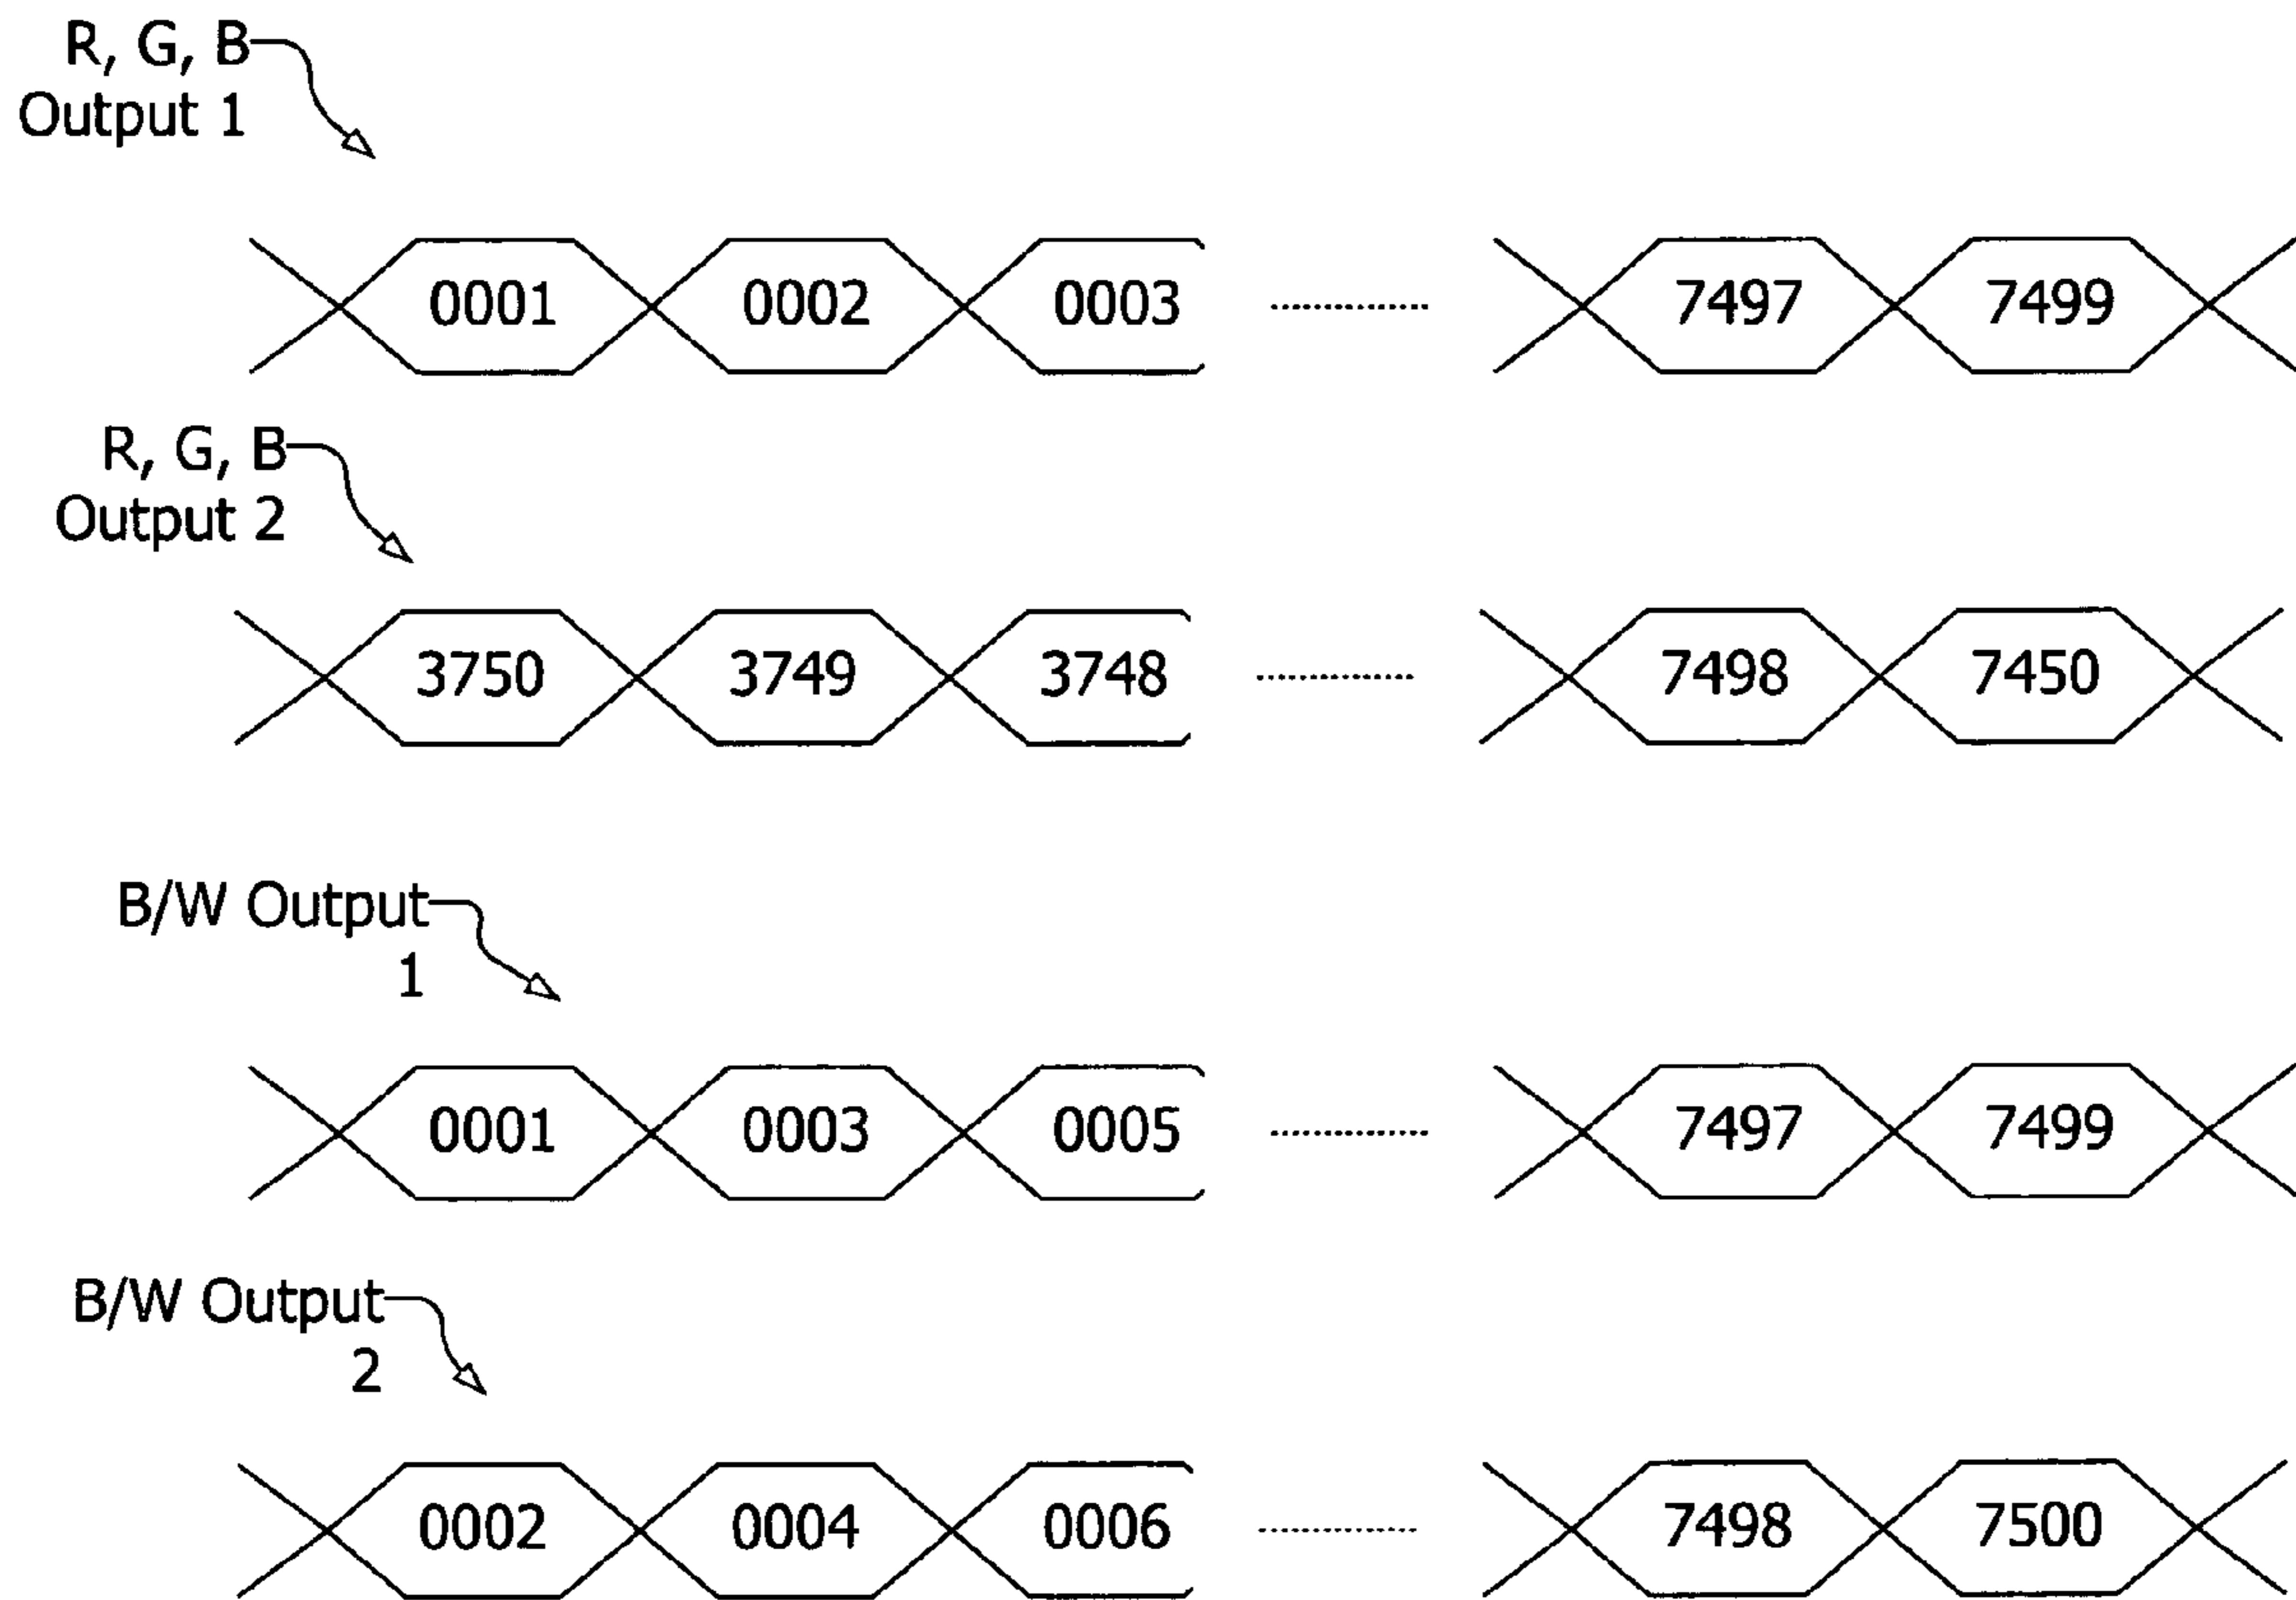 R, G, B
Output 1
0001 0002 0003 7497 7499
R, G, B
Output 2
3750 3749 3748 7498 7450
B/W Output
1
0001 0003 0005 7497 7499
B/W Output
2
0002 0004 0006 7498 7500